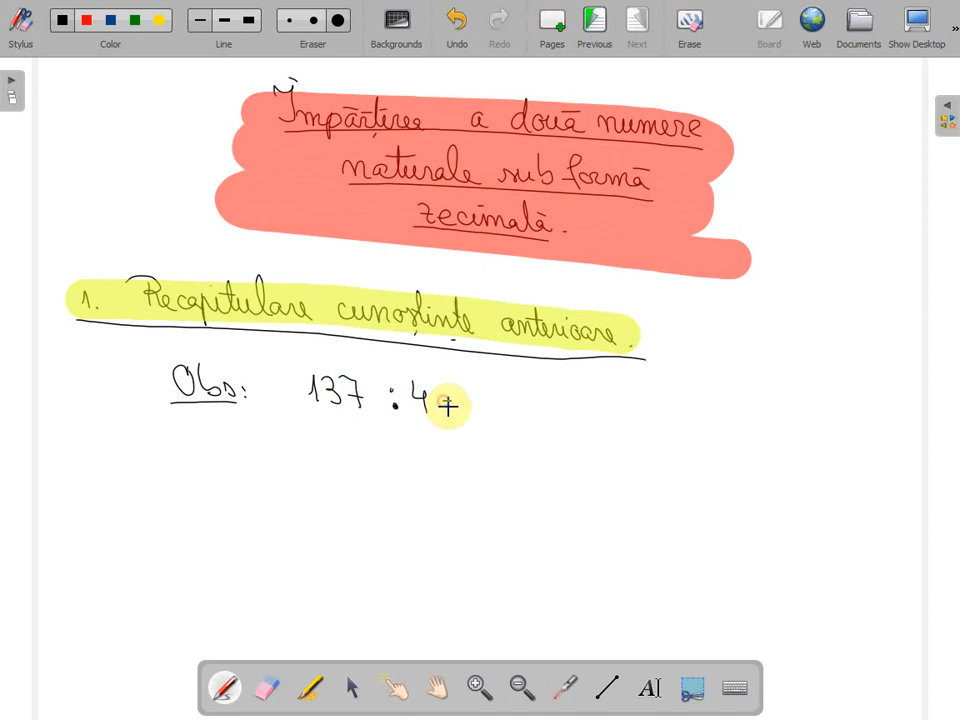 Stylus
Color
Line
Eraser
Backgrounds
Undo
Redo
Pages
Previous
Next
Erase
Board
Web
Documents
Show Desktop
»
Împărțirea a două numere
naturale sub formă
zecimală.
1. Recapitulare cunoștințe anterioare.
Obs: 137 : 4